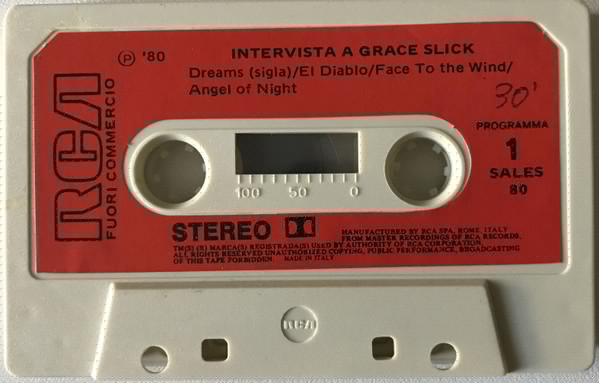 RCA
FUORI COMMERCIO
Ⓟ '80
INTERVISTA A GRACE SLICK
Dreams (sigla)/El Diablo/Face To the Wind/
Angel of Night
30'
PROGRAMMA
1
SALES
80
100 50 0
STEREO
MANUFACTURED BY RCA SPA, ROME, ITALY
FROM MASTER RECORDINGS OF RCA RECORDS.
TM(S) (R) MARCA(S) REGISTRADA(S) USED BY AUTHORITY OF RCA CORPORATION.
ALL RIGHTS RESERVED UNAUTHORIZED COPYING, PUBLIC PERFORMANCE, BROADCASTING
OF THIS TAPE FORBIDDEN. MADE IN ITALY
RCA